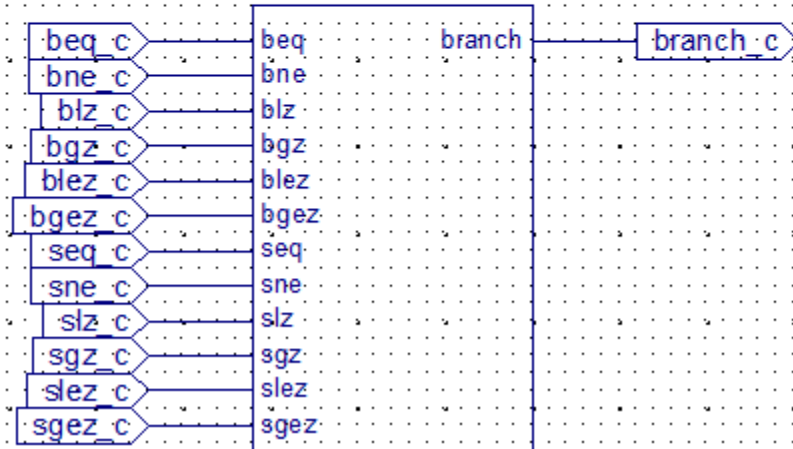 beq_c beq branch branch_c
bne_c bne
blz_c blz
bgz_c bgz
blez_c blez
bgez_c bgez
seq_c seq
sne_c sne
slz_c slz
sgz_c sgz
slez_c slez
sgez_c sgez